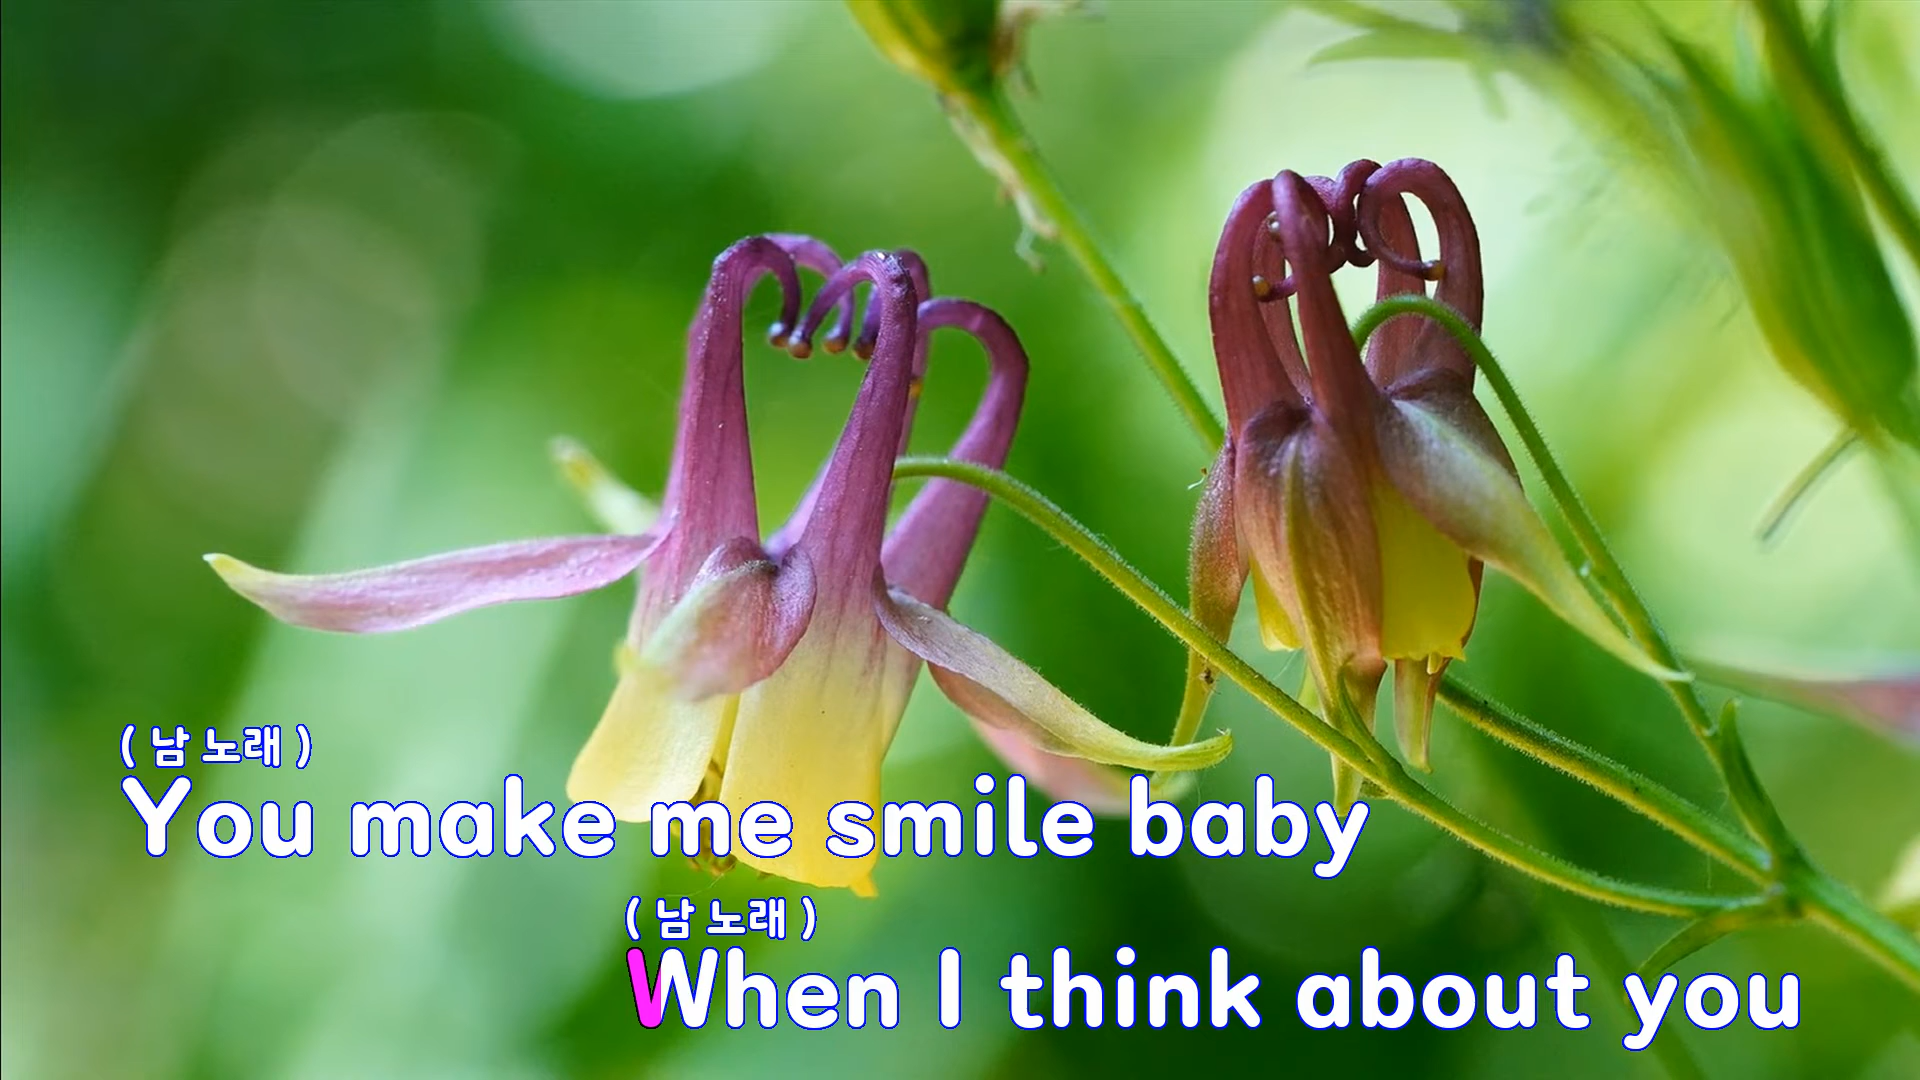 ( 남 노래 )
You make me smile baby
( 남 노래 )
When I think about you